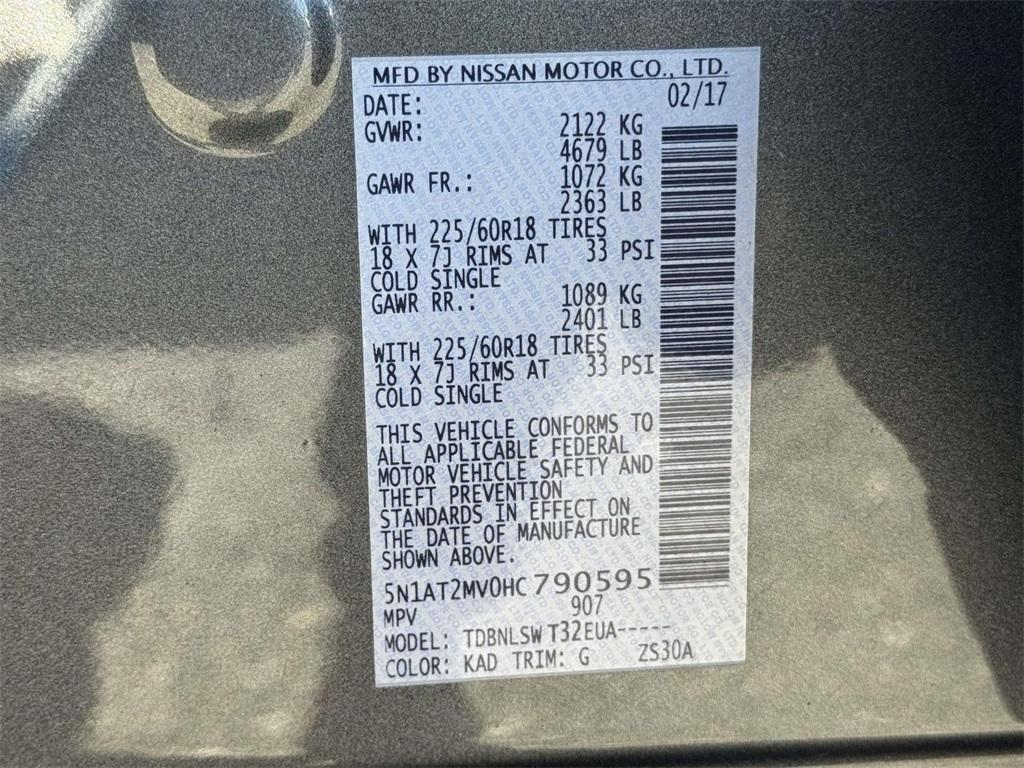 MFD BY NISSAN MOTOR CO., LTD.
DATE: 02/17
GVWR: 2122 KG
4679 LB
GAWR FR.: 1072 KG
2363 LB
WITH 225/60R18 TIRES
18 X 7J RIMS AT 33 PSI
COLD SINGLE
GAWR RR.: 1089 KG
2401 LB
WITH 225/60R18 TIRES
18 X 7J RIMS AT 33 PSI
COLD SINGLE
THIS VEHICLE CONFORMS TO
ALL APPLICABLE FEDERAL
MOTOR VEHICLE SAFETY AND
THEFT PREVENTION
STANDARDS IN EFFECT ON
THE DATE OF MANUFACTURE
SHOWN ABOVE.
5N1AT2MV0HC790595
MPV 907
MODEL: TDBNLSW T32EUA-----
COLOR: KAD TRIM: G ZS30A